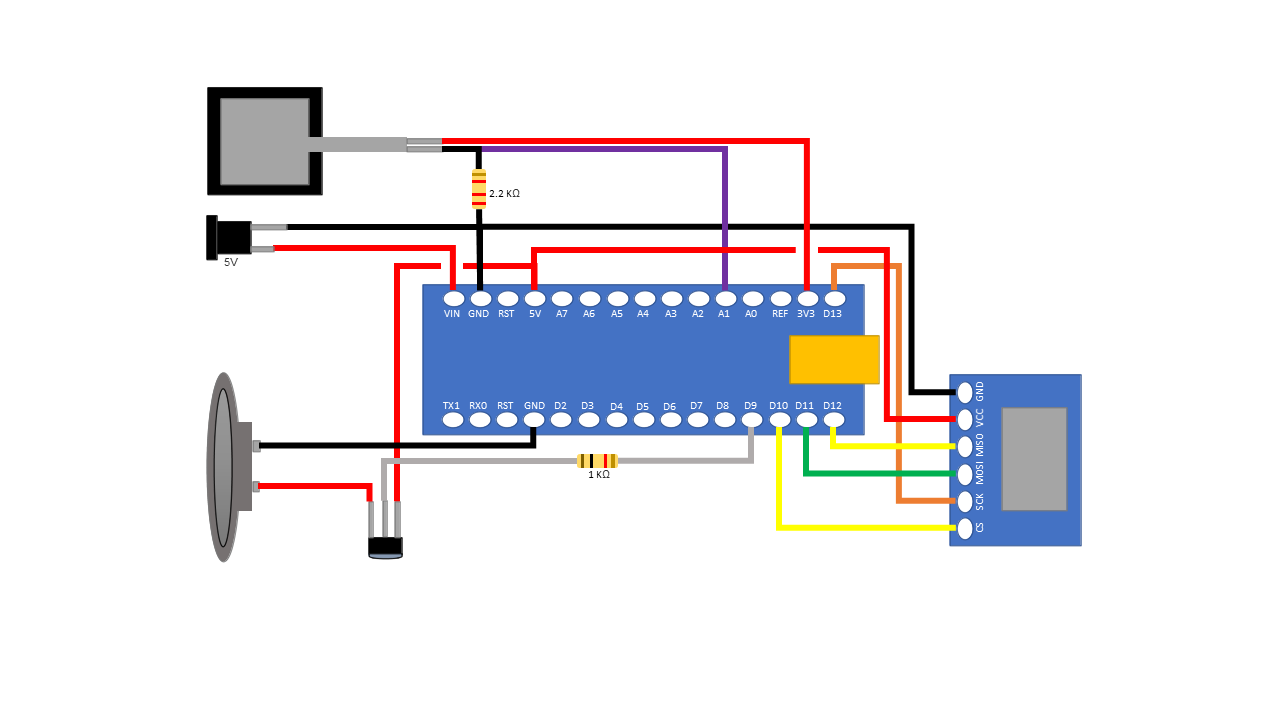 2.2 KΩ
5V
VIN GND RST 5V A7 A6 A5 A4 A3 A2 A1 A0 REF 3V3 D13
TX1 RX0 RST GND D2 D3 D4 D5 D6 D7 D8 D9 D10 D11 D12
GND
VCC
MISO
MOSI
SCK
CS
1 KΩ